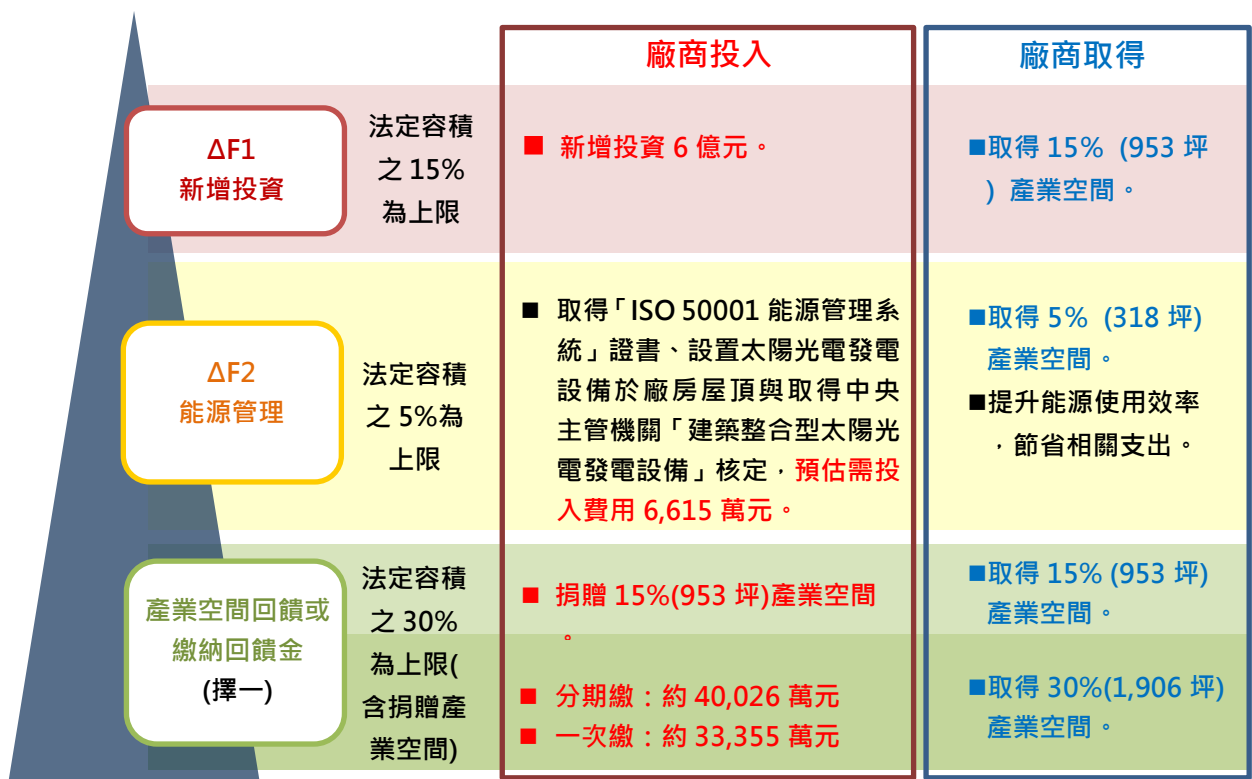 廠商投入
廠商取得
ΔF1
新增投資
法定容積
之 15%
為上限
■ 新增投資 6 億元。
■取得 15% (953 坪
) 產業空間。
ΔF2
能源管理
法定容積
之 5%為
上限
■ 取得「ISO 50001 能源管理系
統」證書、設置太陽光電發電
設備於廠房屋頂與取得中央
主管機關「建築整合型太陽光
電發電設備」核定，預估需投
入費用 6,615 萬元。
■取得 5% (318 坪)
產業空間。
■提升能源使用效率
，節省相關支出。
產業空間回饋或
繳納回饋金
(擇一)
法定容積
之 30%
為上限(
含捐贈產
業空間)
■ 捐贈 15%(953 坪)產業空間
。
■ 分期繳：約 40,026 萬元
■ 一次繳：約 33,355 萬元
■取得 15% (953 坪)
產業空間。
■取得 30%(1,906 坪)
產業空間。